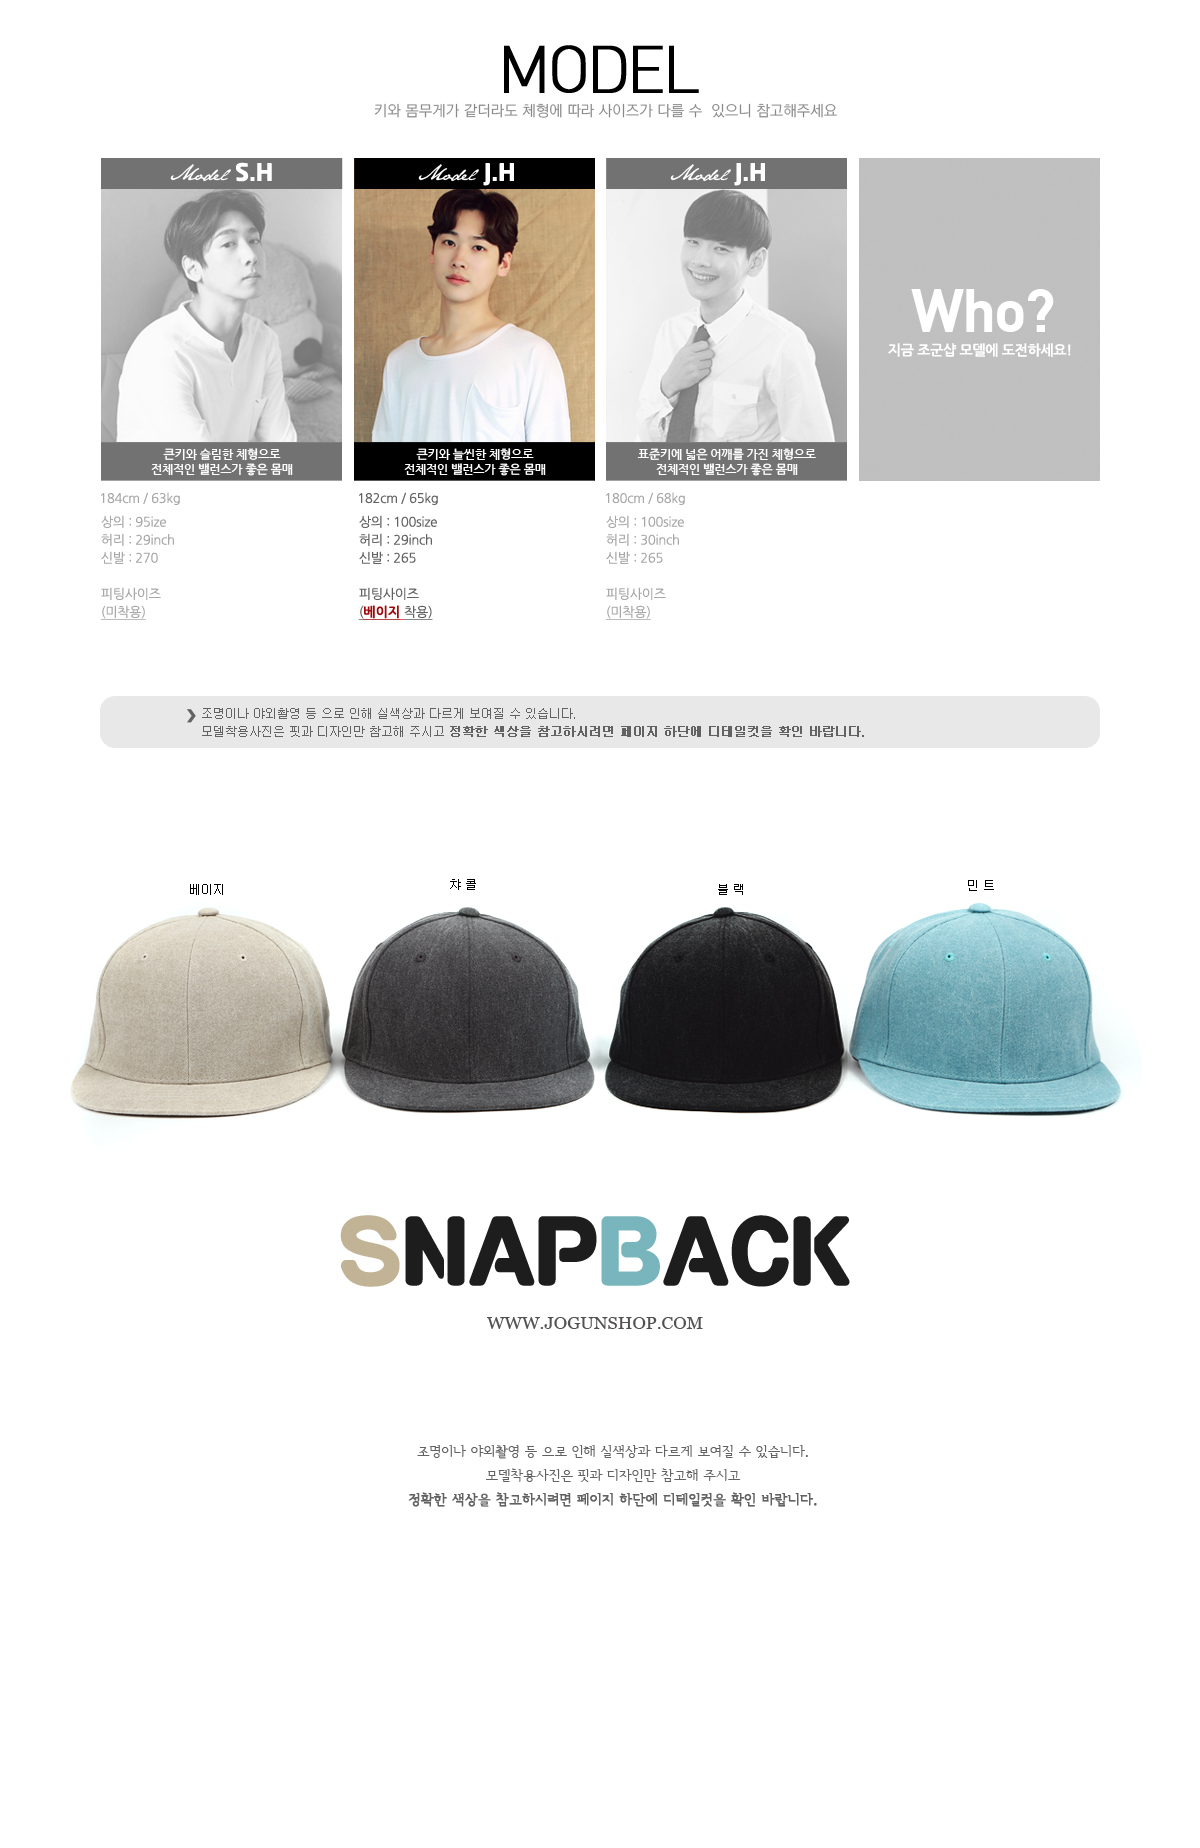 MODEL
키와 몸무게가 같더라도 체형에 따라 사이즈가 다를 수 있으니 참고해주세요
Model S.H
큰키와 슬림한 체형으로
전체적인 밸런스가 좋은 몸매
184cm / 63kg
상의 : 95ize
허리 : 29inch
신발 : 270
피팅사이즈
(미착용)
Model J.H
큰키와 늘씬한 체형으로
전체적인 밸런스가 좋은 몸매
182cm / 65kg
상의 : 100size
허리 : 29inch
신발 : 265
피팅사이즈
(베이지 착용)
Model J.H
표준키에 넓은 어깨를 가진 체형으로
전체적인 밸런스가 좋은 몸매
180cm / 68kg
상의 : 100size
허리 : 30inch
신발 : 265
피팅사이즈
(미착용)
Who?
지금 조군샵 모델에 도전하세요!
❯ 조명이나 야외촬영 등 으로 인해 실색상과 다르게 보여질 수 있습니다.
모델착용사진은 핏과 디자인만 참고해 주시고 정확한 색상을 참고하시려면 페이지 하단에 디테일컷을 확인 바랍니다.
베이지
챠 콜
블 랙
민 트
SNAPBACK
WWW.JOGUNSHOP.COM
조명이나 야외촬영 등 으로 인해 실색상과 다르게 보여질 수 있습니다.
모델착용사진은 핏과 디자인만 참고해 주시고
정확한 색상을 참고하시려면 페이지 하단에 디테일컷을 확인 바랍니다.